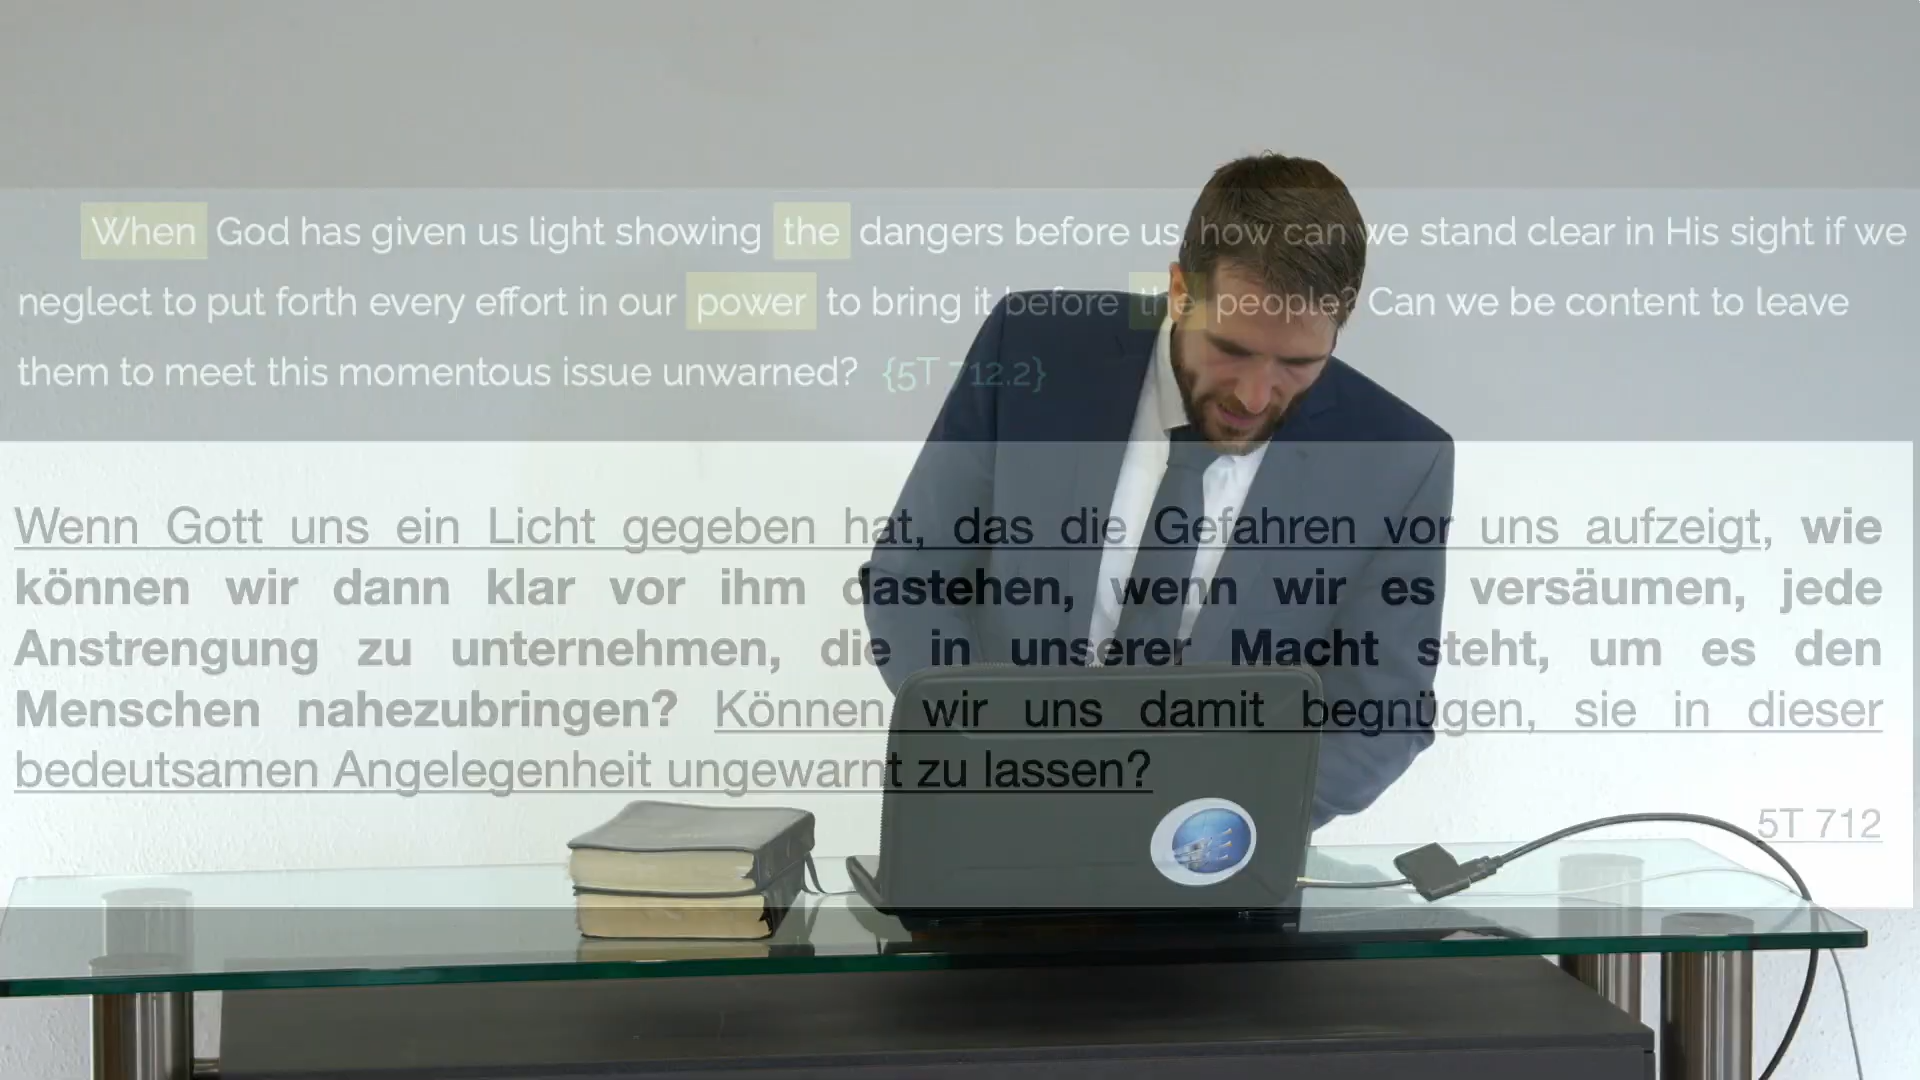 When God has given us light showing the dangers before us, how can we stand clear in His sight if we
neglect to put forth every effort in our power to bring it before the people? Can we be content to leave
them to meet this momentous issue unwarned? {5T 712.2}
Wenn Gott uns ein Licht gegeben hat, das die Gefahren vor uns aufzeigt, wie
können wir dann klar vor ihm dastehen, wenn wir es versäumen, jede
Anstrengung zu unternehmen, die in unserer Macht steht, um es den
Menschen nahezubringen? Können wir uns damit begnügen, sie in dieser
bedeutsamen Angelegenheit ungewarnt zu lassen?
5T 712